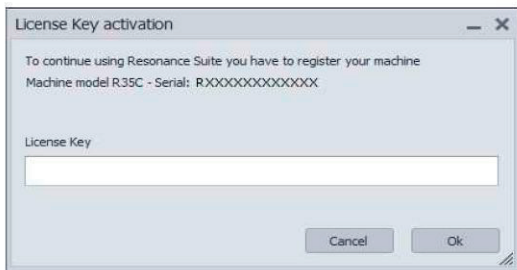 License Key activation
To continue using Resonance Suite you have to register your machine
Machine model R35C - Serial: RXXXXXXXXXXXX
License Key
Cancel
Ok